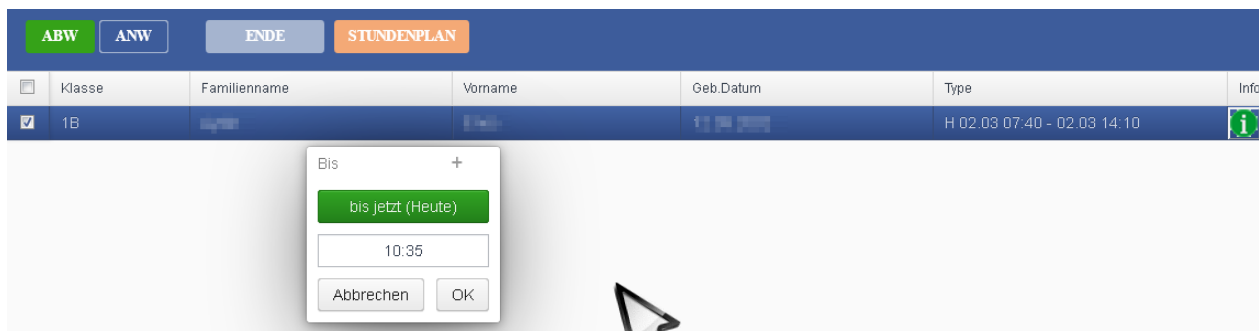 ABW ANW ENDE STUNDENPLAN
Klasse Familienname Vorname Geb.Datum Type Info
1B H 02.03 07:40 - 02.03 14:10
Bis +
bis jetzt (Heute)
10:35
Abbrechen OK